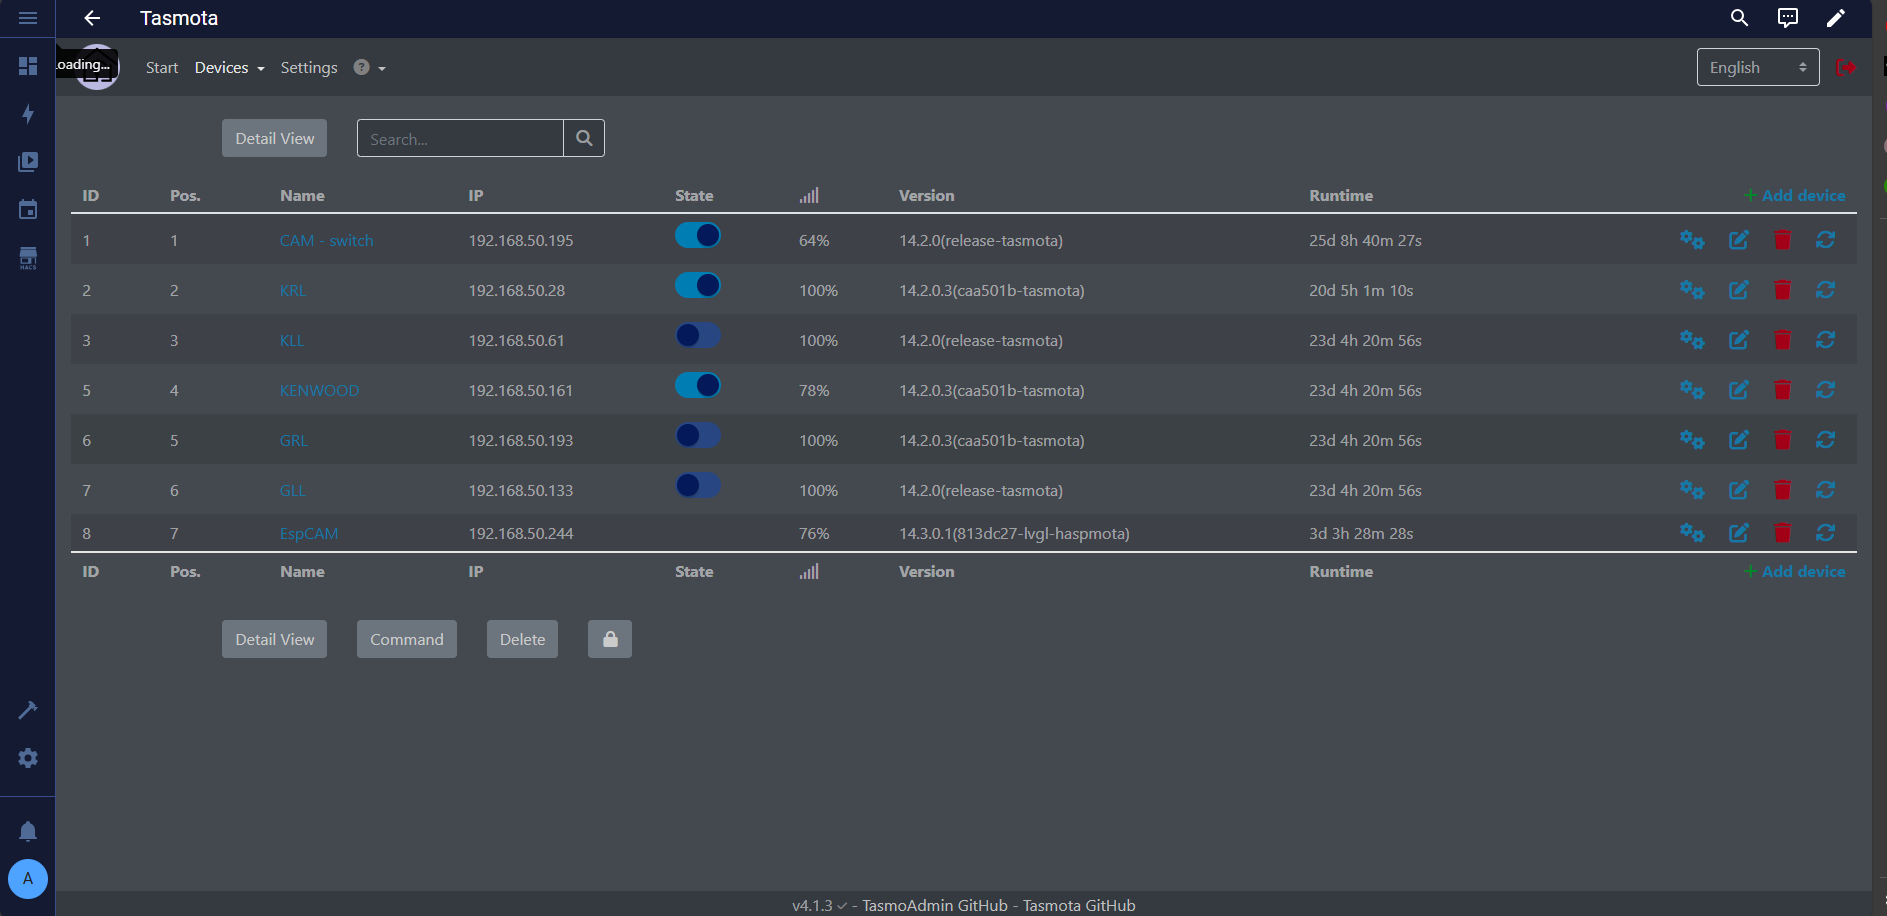 Tasmota
Loading...
Start Devices Settings ? English
Detail View Search...
ID Pos. Name IP State Version Runtime + Add device
1 1 CAM - switch 192.168.50.195 64% 14.2.0(release-tasmota) 25d 8h 40m 27s
2 2 KRL 192.168.50.28 100% 14.2.0.3(caa501b-tasmota) 20d 5h 1m 10s
3 3 KLL 192.168.50.61 100% 14.2.0(release-tasmota) 23d 4h 20m 56s
5 4 KENWOOD 192.168.50.161 78% 14.2.0.3(caa501b-tasmota) 23d 4h 20m 56s
6 5 GRL 192.168.50.193 100% 14.2.0.3(caa501b-tasmota) 23d 4h 20m 56s
7 6 GLL 192.168.50.133 100% 14.2.0(release-tasmota) 23d 4h 20m 56s
8 7 EspCAM 192.168.50.244 76% 14.3.0.1(813dc27-lvgl-haspmota) 3d 3h 28m 28s
ID Pos. Name IP State Version Runtime + Add device
Detail View Command Delete
HACS
A
v4.1.3 - TasmoAdmin GitHub - Tasmota GitHub